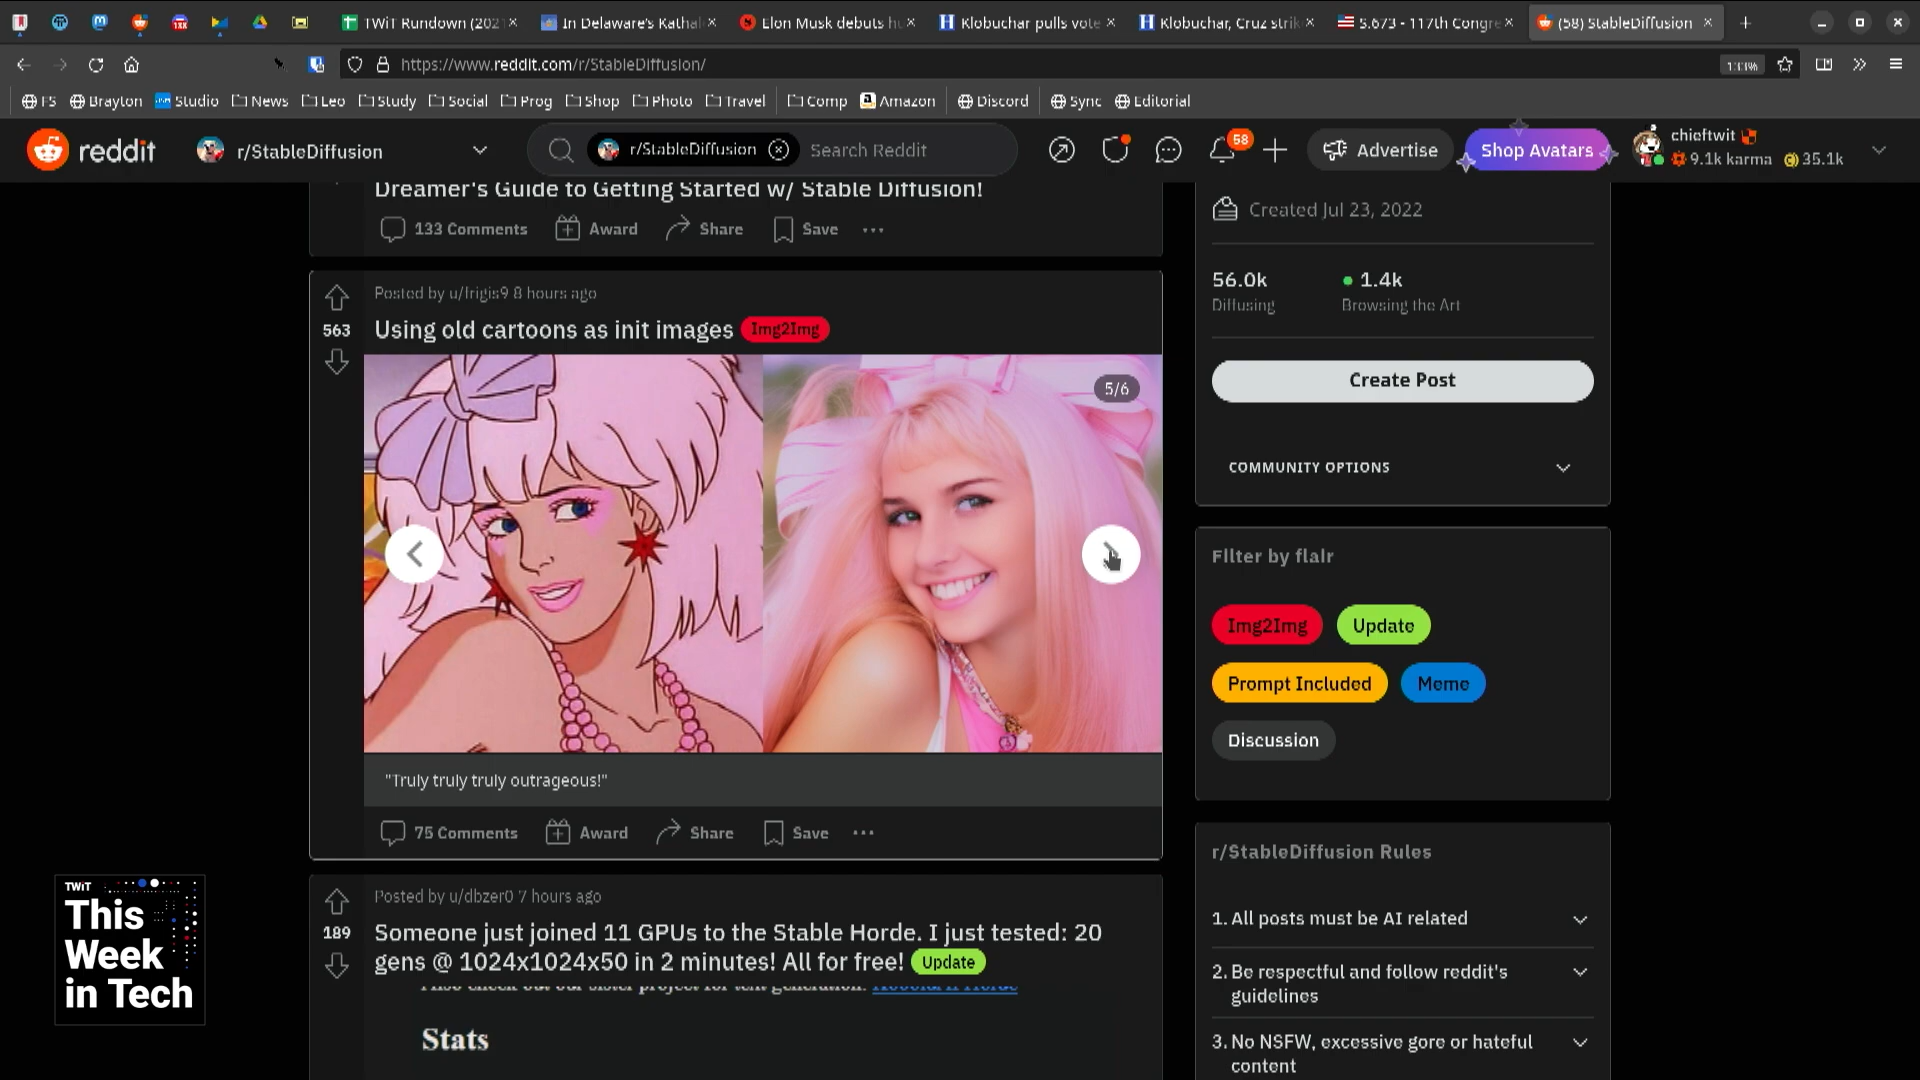 TWiT Rundown (202
In Delaware's Kathal
Elon Musk debuts hu
Klobuchar pulls vote
Klobuchar, Cruz strik
S.673 - 117th Congre
(58) StableDiffusion
https://www.reddit.com/r/StableDiffusion/
133%
FS
Brayton
Studio
News
Leo
Study
Social
Prog
Shop
Photo
Travel
Comp
Amazon
Discord
Sync
Editorial
reddit
r/StableDiffusion
r/StableDiffusion
Search Reddit
58
Advertise
Shop Avatars
chieftwit
9.1k karma
35.1k
Dreamer's Guide to Getting Started w/ Stable Diffusion!
133 Comments
Award
Share
Save
Posted by u/frigis9 8 hours ago
563
Using old cartoons as init images Img2Img
5/6
"Truly truly truly outrageous!"
75 Comments
Award
Share
Save
Posted by u/dbzer0 7 hours ago
189
Someone just joined 11 GPUs to the Stable Horde. I just tested: 20
gens @ 1024x1024x50 in 2 minutes! All for free! Update
Stats
Created Jul 23, 2022
56.0k
Diffusing
1.4k
Browsing the Art
Create Post
COMMUNITY OPTIONS
Filter by flair
Img2Img
Update
Prompt Included
Meme
Discussion
r/StableDiffusion Rules
1. All posts must be AI related
2. Be respectful and follow reddit's
guidelines
3. No NSFW, excessive gore or hateful
content
TWiT
This
Week
in Tech